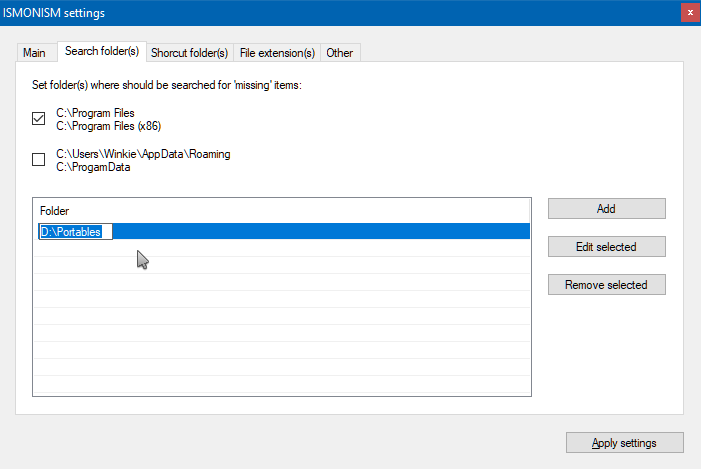 ISMONISM settings
x
Main
Search folder(s)
Shorcut folder(s)
File extension(s)
Other
Set folder(s) where should be searched for 'missing' items:
C:\Program Files
C:\Program Files (x86)
C:\Users\Winkie\AppData\Roaming
C:\ProgamData
Folder
D:\Portables
Add
Edit selected
Remove selected
Apply settings